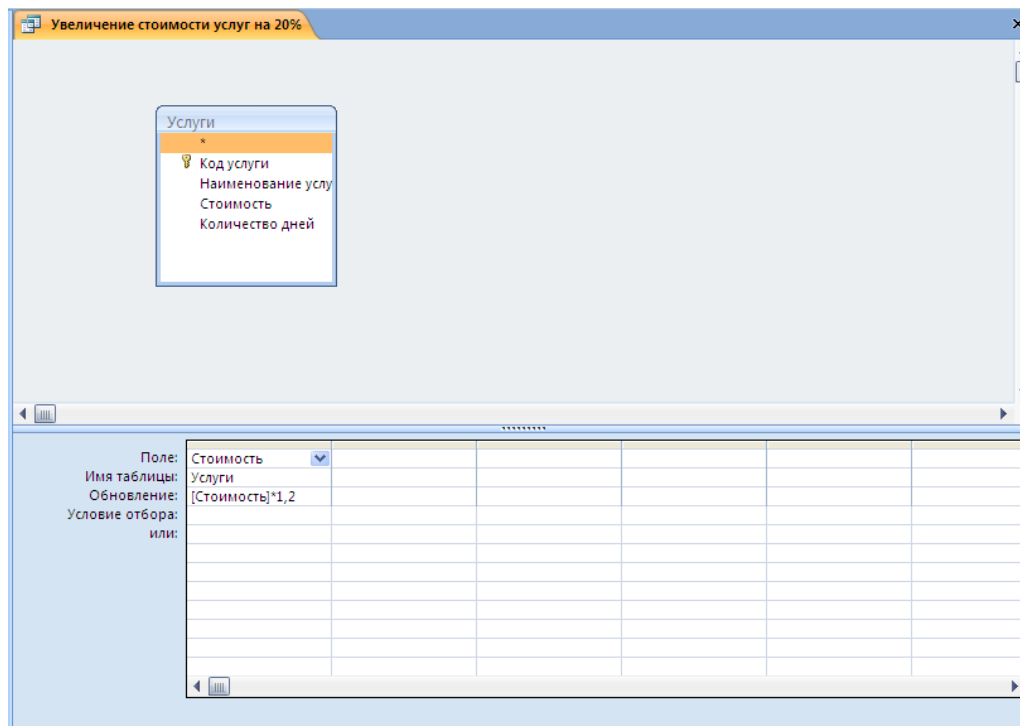 Увеличение стоимости услуг на 20%
Услуги
*
Код услуги
Наименование услу
Стоимость
Количество дней
Поле: Стоимость
Имя таблицы: Услуги
Обновление: [Стоимость]*1,2
Условие отбора:
или: